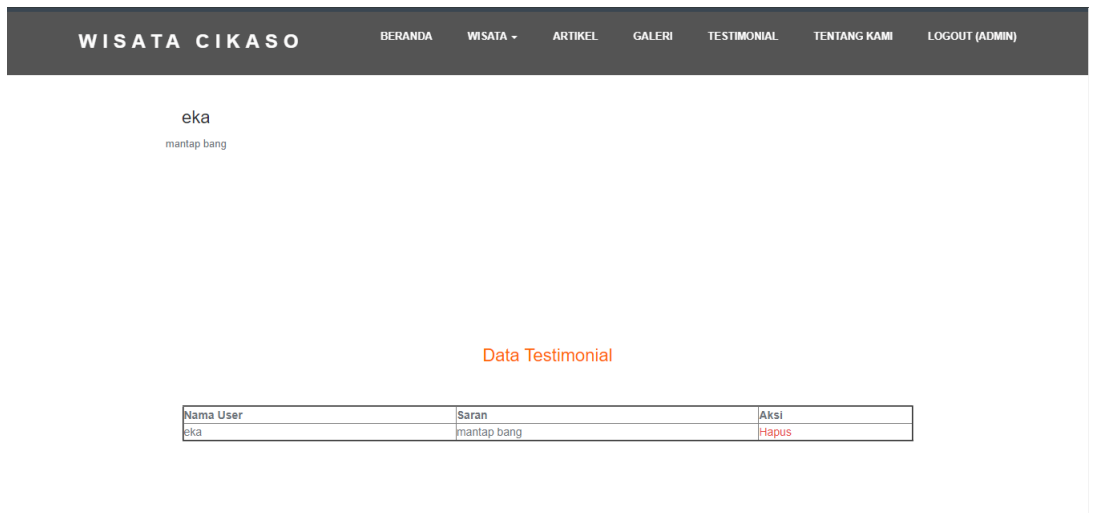 WISATA CIKASO BERANDA WISATA ARTIKEL GALERI TESTIMONIAL TENTANG KAMI LOGOUT (ADMIN)
eka
mantap bang
Data Testimonial
Nama User Saran Aksi
eka mantap bang Hapus